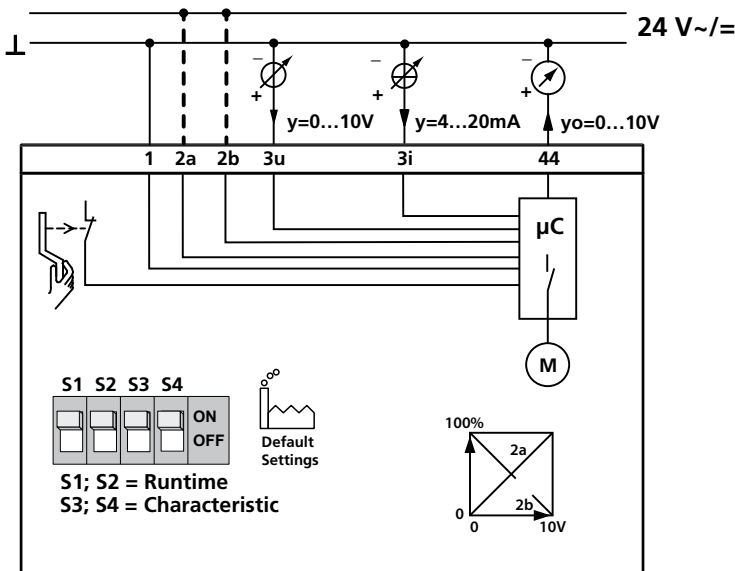 24 V~/=
⊥
− − −
+ + +
y=0...10V y=4...20mA yo=0...10V
1 2a 2b 3u 3i 44
µC
M
S1 S2 S3 S4
ON
OFF
Default
Settings
S1; S2 = Runtime
S3; S4 = Characteristic
100%
2a
2b
0
0 10V